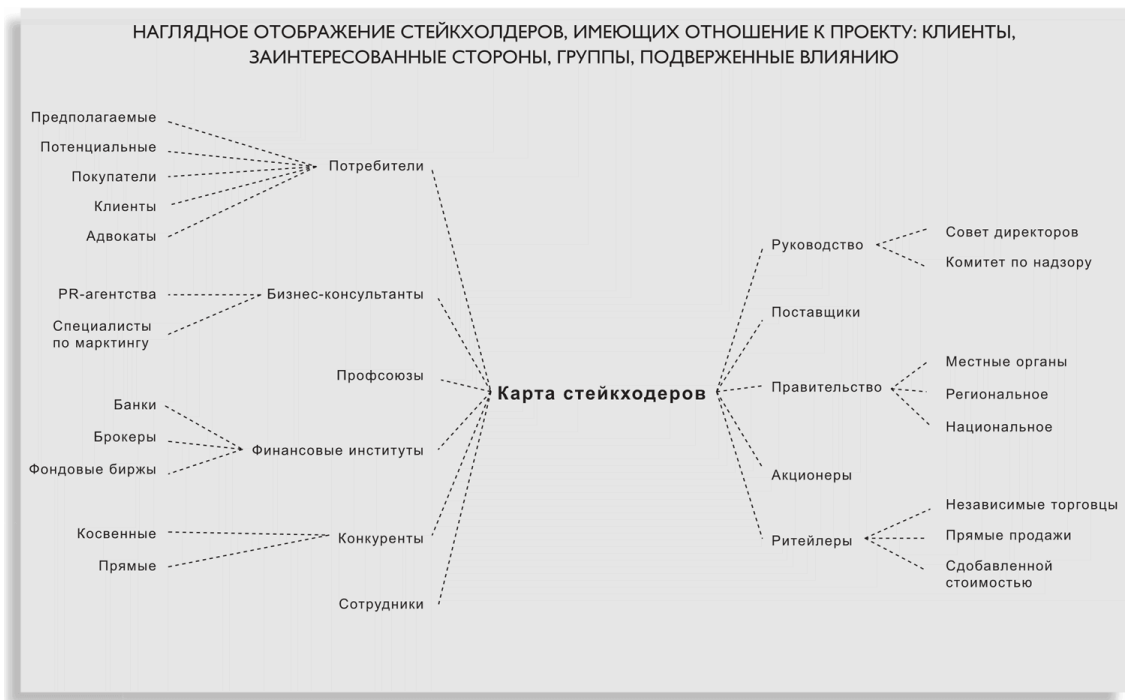 НАГЛЯДНОЕ ОТОБРАЖЕНИЕ СТЕЙКХОЛДЕРОВ, ИМЕЮЩИХ ОТНОШЕНИЕ К ПРОЕКТУ: КЛИЕНТЫ,
ЗАИНТЕРЕСОВАННЫЕ СТОРОНЫ, ГРУППЫ, ПОДВЕРЖЕННЫЕ ВЛИЯНИЮ
Предполагаемые
Потенциальные
Покупатели
Клиенты
Адвокаты
Потребители
PR-агентства
Специалисты
по марктингу
Бизнес-консультанты
Профсоюзы
Банки
Брокеры
Фондовые биржы
Финансовые институты
Косвенные
Прямые
Конкуренты
Сотрудники
Карта стейкходеров
Руководство
Совет директоров
Комитет по надзору
Поставщики
Правительство
Местные органы
Региональное
Национальное
Акционеры
Ритейлеры
Независимые торговцы
Прямые продажи
Сдобавленной
стоимостью